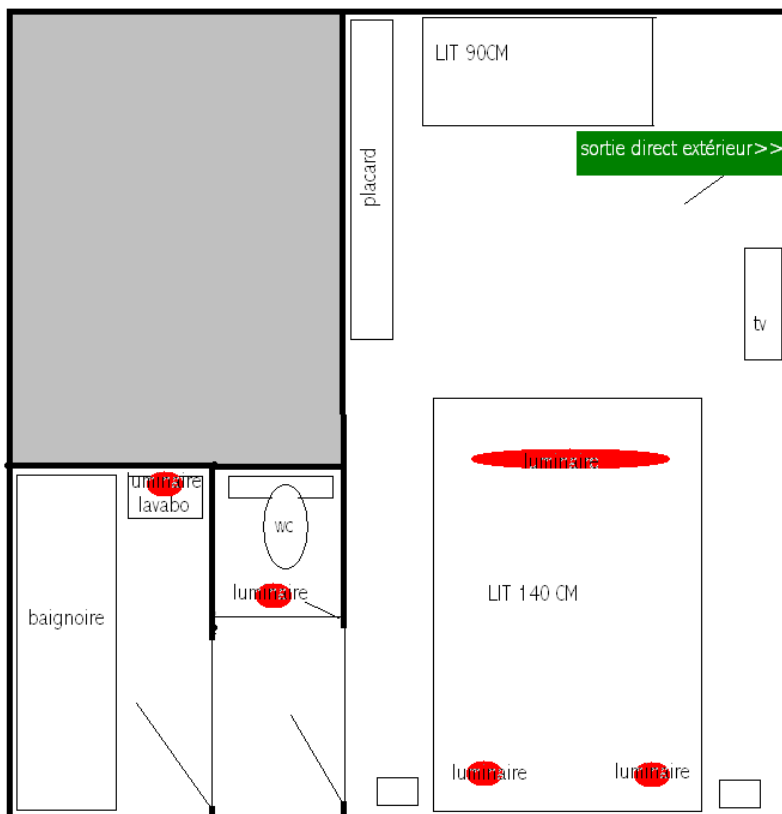 LIT 90CM
sortie direct extérieur>>
placard
tv
luminaire
luminaire
lavabo
wc
luminaire
LIT 140 CM
baignoire
luminaire
luminaire